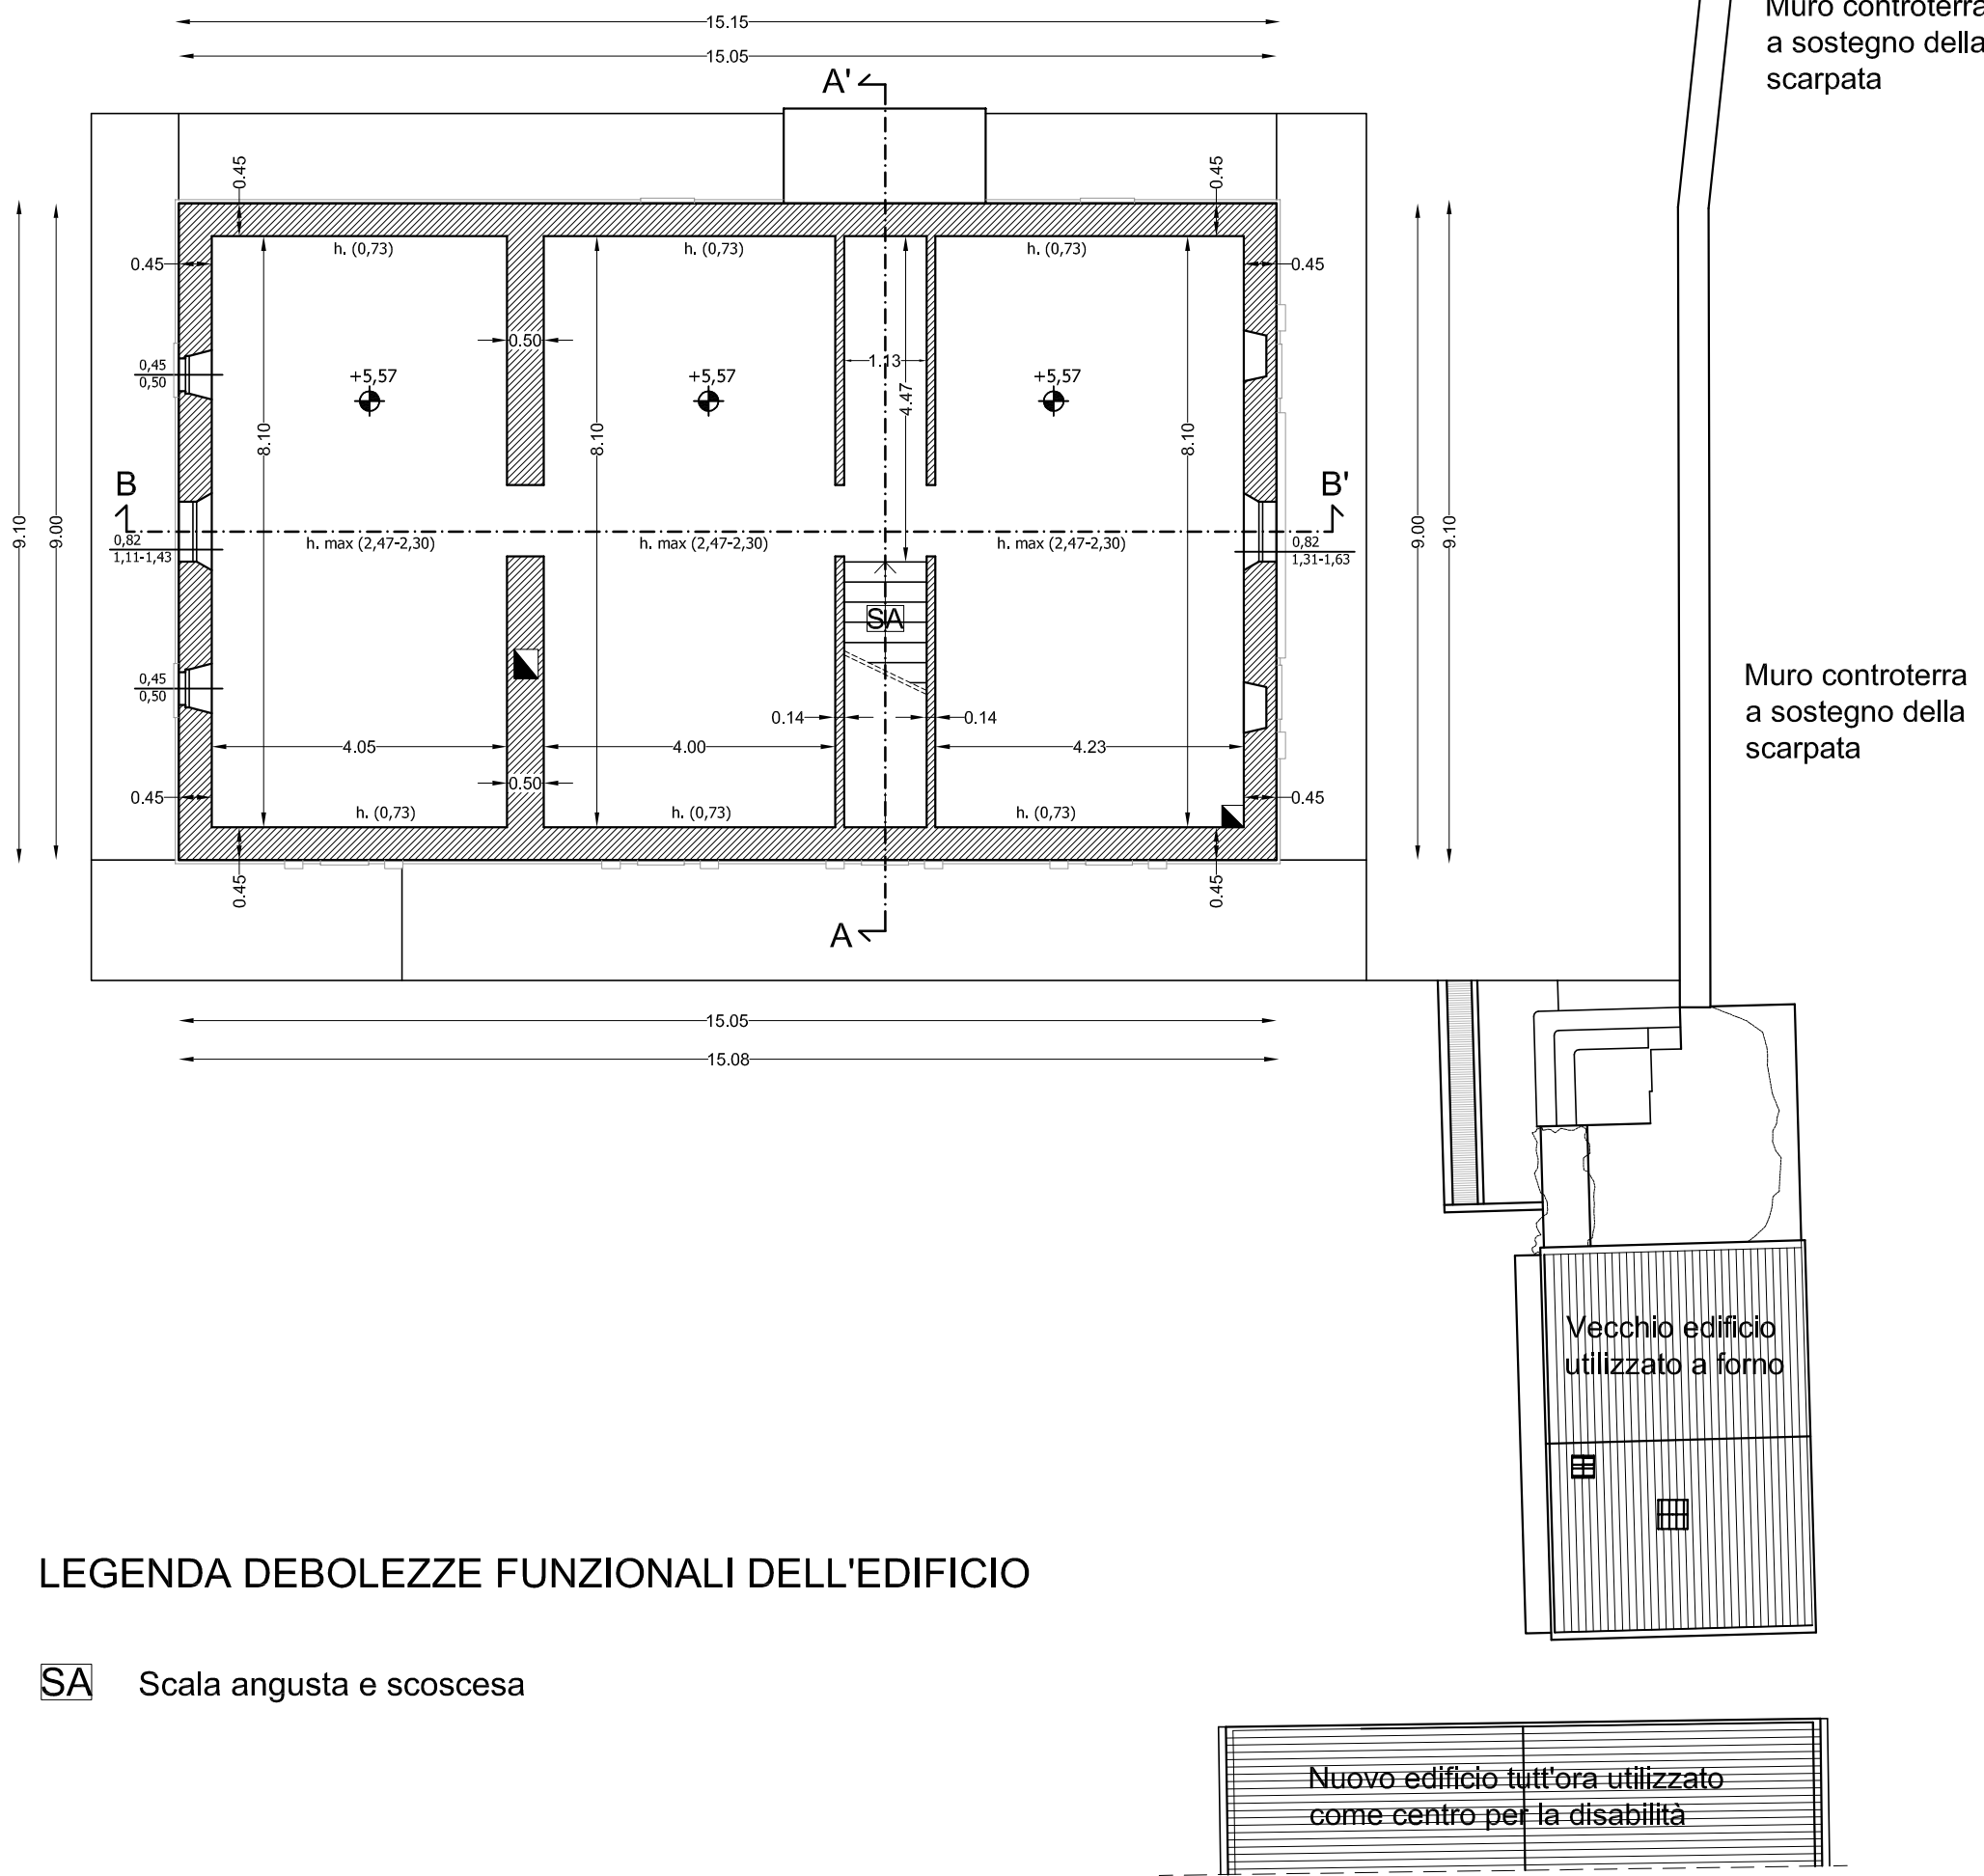 15.15
Muro controterra
a sostegno della
scarpata
15.05
A'
0.45
0.45
h. (0,73)
h. (0,73)
h. (0,73)
0.45
0.45
0.50
1.13
0,45
0,50
+5,57
+5,57
+5,57
4.47
8.10
8.10
8.10
B
B'
9.10
9.00
9.00
9.10
0,82
1,11-1,43
h. max (2,47-2,30)
h. max (2,47-2,30)
h. max (2,47-2,30)
0,82
1,31-1,63
SA
0,45
0,50
Muro controterra
a sostegno della
scarpata
0.14
0.14
4.05
4.00
4.23
0.50
0.45
0.45
h. (0,73)
h. (0,73)
h. (0,73)
0.45
0.45
A
15.05
15.08
Vecchio edificio
utilizzato a forno
LEGENDA DEBOLEZZE FUNZIONALI DELL'EDIFICIO
SA Scala angusta e scoscesa
Nuovo edificio tutt'ora utilizzato
come centro per la disabilità